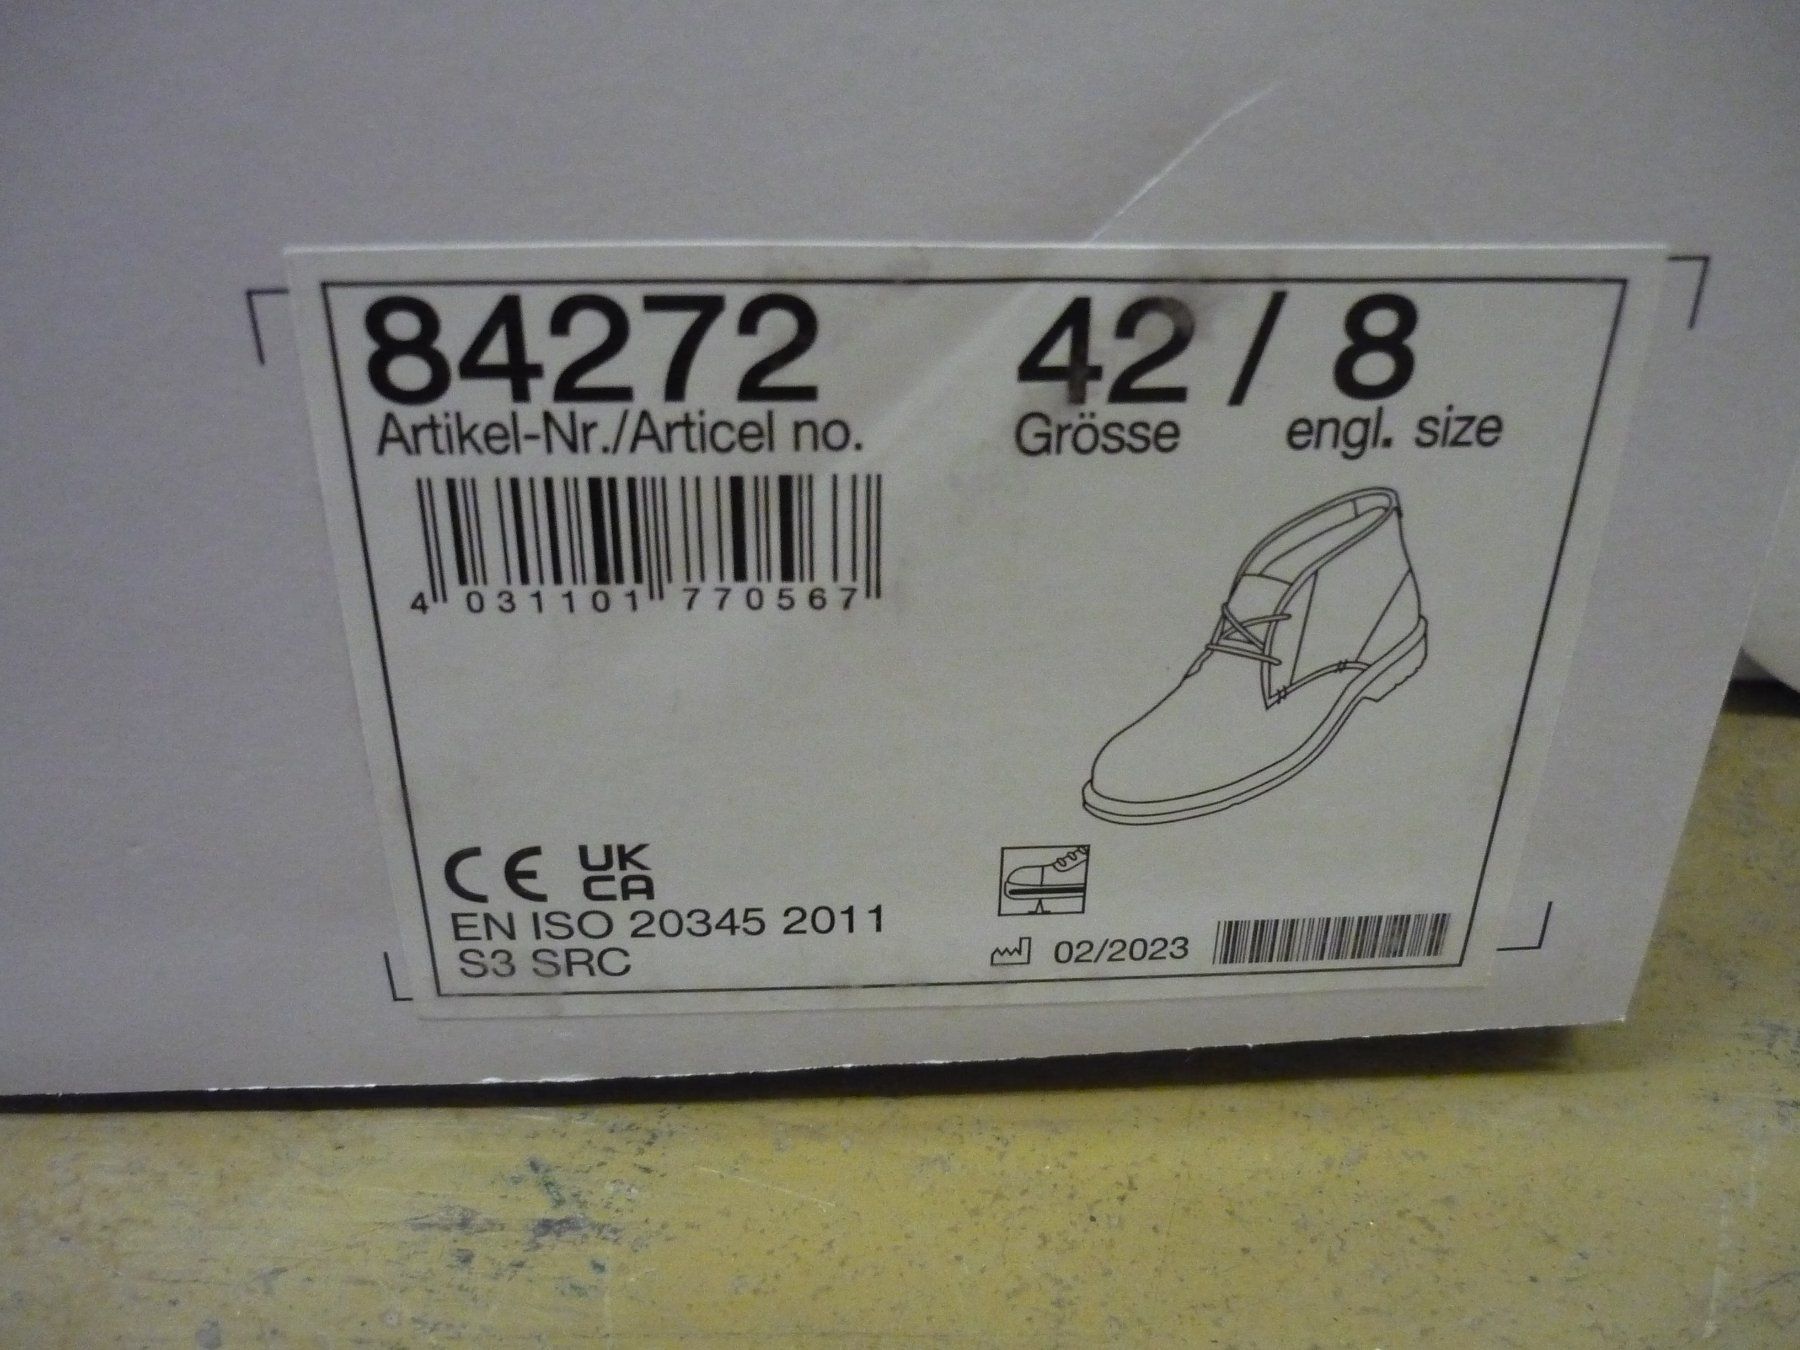 84272 42 / 8
Artikel-Nr./Articel no. Grösse engl. size
4 031101 770567
CE UK
CA
EN ISO 20345 2011
S3 SRC
02/2023